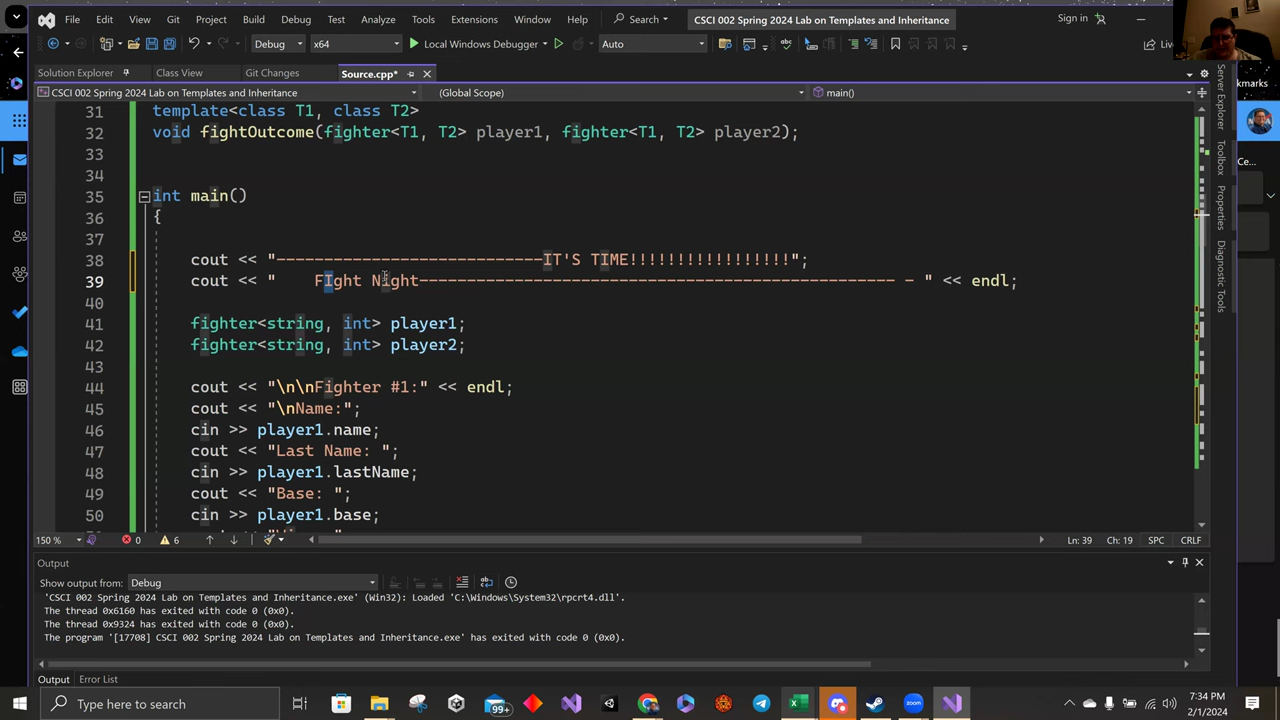 File Edit View Git Project Build Debug Test Analyze Tools Extensions Window Help Search CSCI 002 Spring 2024 Lab on Templates and Inheritance Sign in
Debug x64 Local Windows Debugger Auto
Solution Explorer Class View Git Changes Source.cpp*
CSCI 002 Spring 2024 Lab on Templates and Inheritance (Global Scope) main()
31 template<class T1, class T2>
32 void fightOutcome(fighter<T1, T2> player1, fighter<T1, T2> player2);
33
34
35 int main()
36 {
37
38 cout << "----------------------------IT'S TIME!!!!!!!!!!!!!!!!!";
39 cout << "    FIght Night-------------------------------------------------- - " << endl;
40
41 fighter<string, int> player1;
42 fighter<string, int> player2;
43
44 cout << "\n\nFighter #1:" << endl;
45 cout << "\nName:";
46 cin >> player1.name;
47 cout << "Last Name: ";
48 cin >> player1.lastName;
49 cout << "Base: ";
50 cin >> player1.base;
150 % 0 6 Ln: 39 Ch: 19 SPC CRLF
Output
Show output from: Debug
'CSCI 002 Spring 2024 Lab on Templates and Inheritance.exe' (Win32): Loaded 'C:\Windows\System32\rpcrt4.dll'.
The thread 0x6160 has exited with code 0 (0x0).
The thread 0x9324 has exited with code 0 (0x0).
The program '[17708] CSCI 002 Spring 2024 Lab on Templates and Inheritance.exe' has exited with code 0 (0x0).
Output Error List
Server Explorer
Toolbox
Properties
Databinding
Type here to search 99+ 7:34 PM
2/1/2024